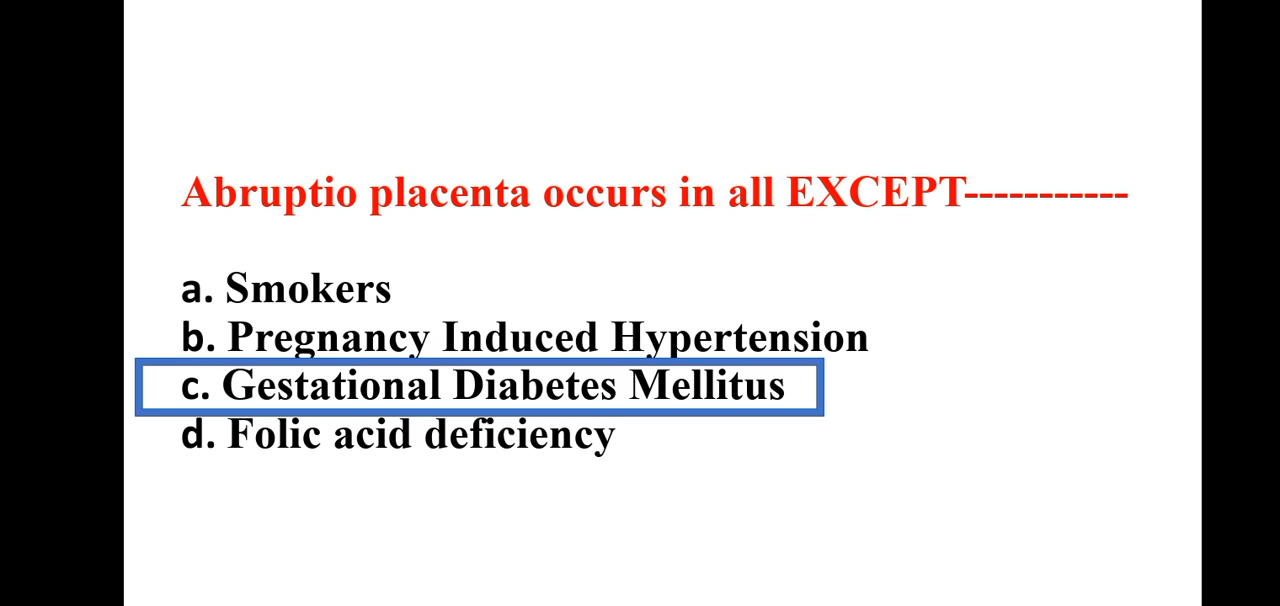 Abruptio placenta occurs in all EXCEPT-----------
a. Smokers
b. Pregnancy Induced Hypertension
c. Gestational Diabetes Mellitus
d. Folic acid deficiency